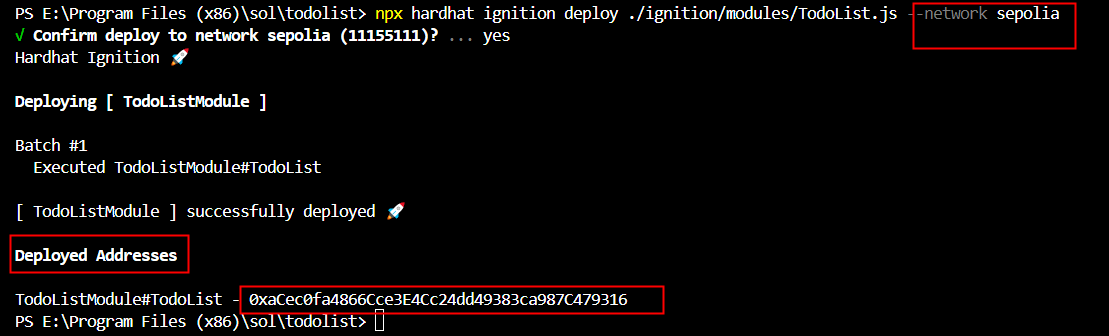 PS E:\Program Files (x86)\sol\todolist> npx hardhat ignition deploy ./ignition/modules/TodoList.js --network sepolia
√ Confirm deploy to network sepolia (11155111)? ... yes
Hardhat Ignition 🚀
Deploying [ TodoListModule ]
Batch #1
  Executed TodoListModule#TodoList
[ TodoListModule ] successfully deployed 🚀
Deployed Addresses
TodoListModule#TodoList - 0xaCec0fa4866Cce3E4Cc24dd49383ca987C479316
PS E:\Program Files (x86)\sol\todolist>